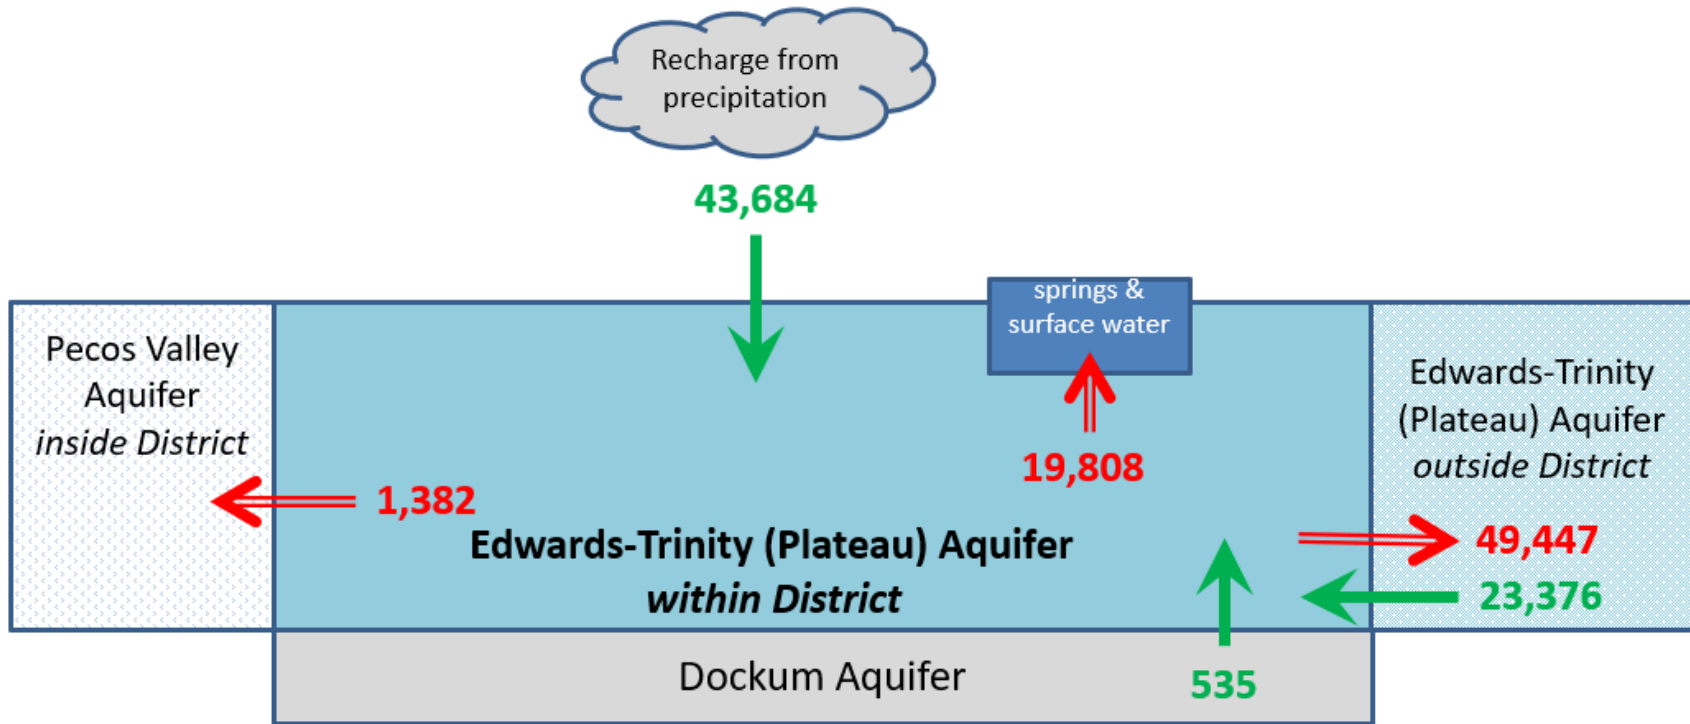 Recharge from
precipitation
43,684
springs &
surface water
Pecos Valley
Aquifer
inside District
Edwards-Trinity
(Plateau) Aquifer
outside District
19,808
1,382
Edwards-Trinity (Plateau) Aquifer
within District
49,447
23,376
Dockum Aquifer
535